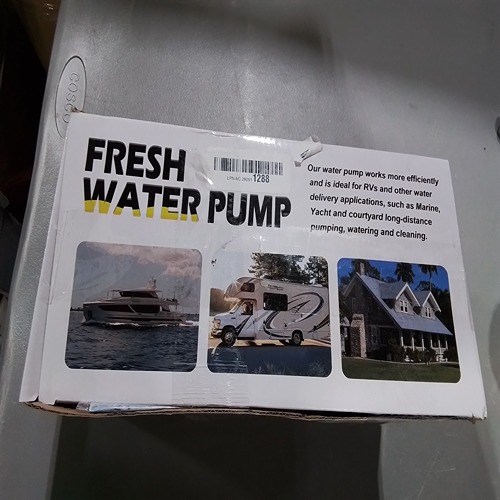 COSCO
FRESH
WATER PUMP
1288
Our water pump works more efficiently
and is ideal for RVs and other water
delivery applications, such as Marine,
Yacht and courtyard long-distance
pumping, watering and cleaning.